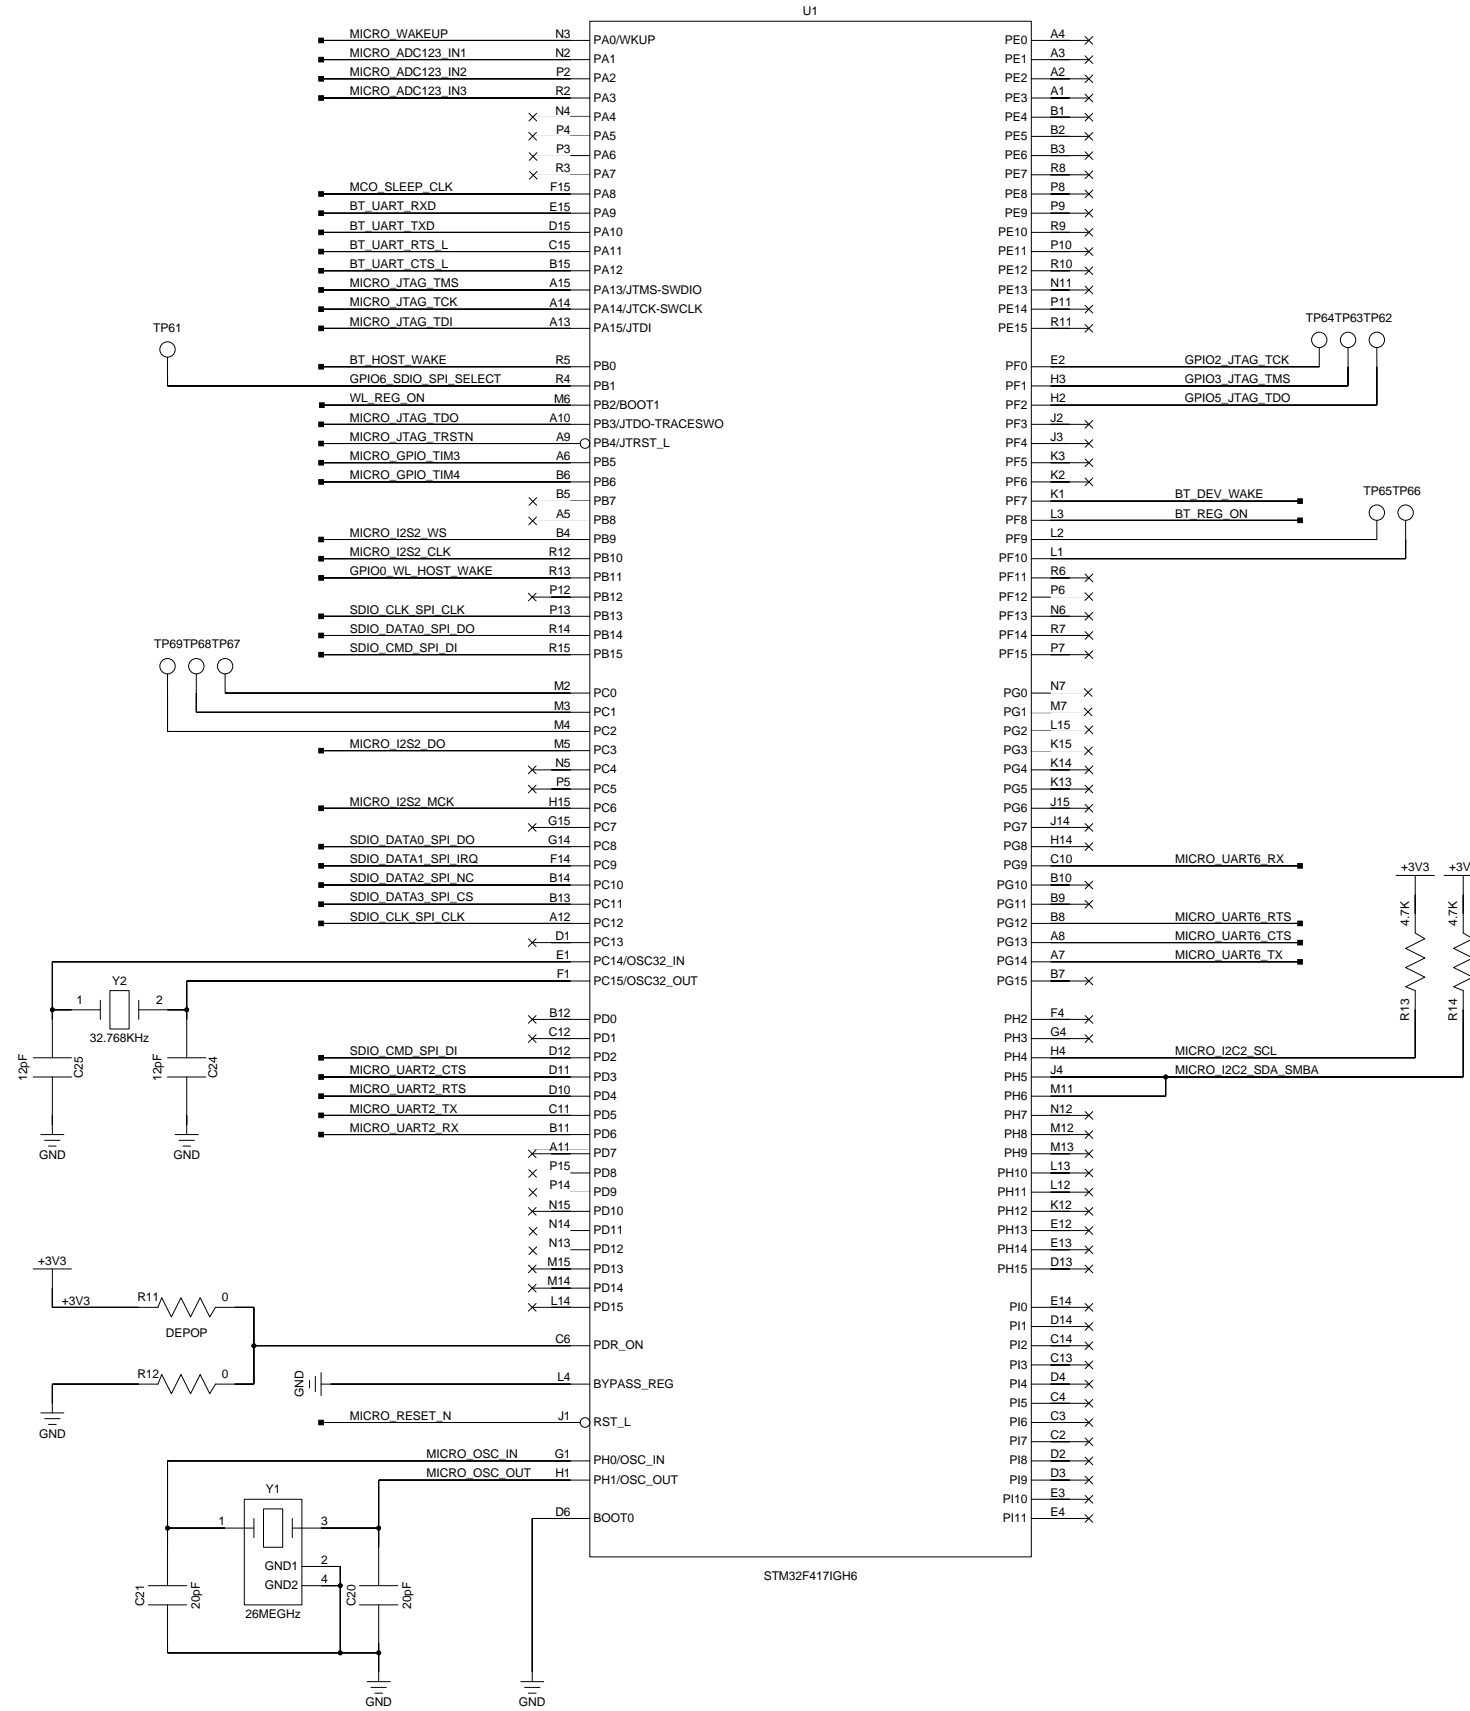 U1
MICRO_WAKEUP N3 PA0/WKUP PE0 A4
MICRO_ADC123_IN1 N2 PA1 PE1 A3
MICRO_ADC123_IN2 P2 PA2 PE2 A2
MICRO_ADC123_IN3 R2 PA3 PE3 A1
N4 PA4 PE4 B1
P4 PA5 PE5 B2
P3 PA6 PE6 B3
R3 PA7 PE7 R8
MCO_SLEEP_CLK F15 PA8 PE8 P8
BT_UART_RXD E15 PA9 PE9 P9
BT_UART_TXD D15 PA10 PE10 R9
BT_UART_RTS_L C15 PA11 PE11 P10
BT_UART_CTS_L B15 PA12 PE12 R10
MICRO_JTAG_TMS A15 PA13/JTMS-SWDIO PE13 N11
MICRO_JTAG_TCK A14 PA14/JTCK-SWCLK PE14 P11
MICRO_JTAG_TDI A13 PA15/JTDI PE15 R11
TP61 TP64 TP63 TP62
BT_HOST_WAKE R5 PB0 PF0 E2 GPIO2_JTAG_TCK
GPIO6_SDIO_SPI_SELECT R4 PB1 PF1 H3 GPIO3_JTAG_TMS
WL_REG_ON M6 PB2/BOOT1 PF2 H2 GPIO5_JTAG_TDO
MICRO_JTAG_TDO A10 PB3/JTDO-TRACESWO PF3 J2
MICRO_JTAG_TRSTN A9 PB4/JTRST_L PF4 J3
MICRO_GPIO_TIM3 A6 PB5 PF5 K3
MICRO_GPIO_TIM4 B6 PB6 PF6 K2
B5 PB7 PF7 K1 BT_DEV_WAKE
TP65 TP66
A5 PB8 PF8 L3 BT_REG_ON
MICRO_I2S2_WS B4 PB9 PF9 L2
MICRO_I2S2_CLK R12 PB10 PF10 L1
GPIO0_WL_HOST_WAKE R13 PB11 PF11 R6
P12 PB12 PF12 P6
SDIO_CLK_SPI_CLK P13 PB13 PF13 N6
SDIO_DATA0_SPI_DO R14 PB14 PF14 R7
SDIO_CMD_SPI_DI R15 PB15 PF15 P7
TP69 TP68 TP67
M2 PC0 PG0 N7
M3 PC1 PG1 M7
M4 PC2 PG2 L15
MICRO_I2S2_DO M5 PC3 PG3 K15
N5 PC4 PG4 K14
P5 PC5 PG5 K13
MICRO_I2S2_MCK H15 PC6 PG6 J15
G15 PC7 PG7 J14
SDIO_DATA0_SPI_DO G14 PC8 PG8 H14
SDIO_DATA1_SPI_IRQ F14 PC9 PG9 C10 MICRO_UART6_RX
+3V3 +3V
SDIO_DATA2_SPI_NC B14 PC10 PG10 B10
SDIO_DATA3_SPI_CS B13 PC11 PG11 B9
4.7K 4.7K
SDIO_CLK_SPI_CLK A12 PC12 PG12 B8 MICRO_UART6_RTS
D1 PC13 PG13 A8 MICRO_UART6_CTS
E1 PC14/OSC32_IN PG14 A7 MICRO_UART6_TX
F1 PC15/OSC32_OUT PG15 B7
Y2
1 2
R13 R14
32.768KHz
B12 PD0 PH2 F4
C12 PD1 PH3 G4
SDIO_CMD_SPI_DI D12 PD2 PH4 H4 MICRO_I2C2_SCL
12pF C25 12pF C24
MICRO_UART2_CTS D11 PD3 PH5 J4 MICRO_I2C2_SDA_SMBA
MICRO_UART2_RTS D10 PD4 PH6 M11
MICRO_UART2_TX C11 PD5 PH7 N12
MICRO_UART2_RX B11 PD6 PH8 M12
GND GND
A11 PD7 PH9 M13
P15 PD8 PH10 L13
P14 PD9 PH11 L12
N15 PD10 PH12 K12
N14 PD11 PH13 E12
N13 PD12 PH14 E13
+3V3
M15 PD13 PH15 D13
M14 PD14
+3V3 R11 0
L14 PD15 PI0 E14
DEPOP
PI1 D14
C6 PDR_ON PI2 C14
PI3 C13
R12 0
GND L4 BYPASS_REG PI4 D4
PI5 C4
GND
MICRO_RESET_N J1 RST_L PI6 C3
PI7 C2
MICRO_OSC_IN G1 PH0/OSC_IN PI8 D2
MICRO_OSC_OUT H1 PH1/OSC_OUT PI9 D3
Y1
PI10 E3
1 3
D6 BOOT0 PI11 E4
GND1 2
GND2 4
STM32F417IGH6
C21 20pF C20 20pF
26MEGHz
GND GND